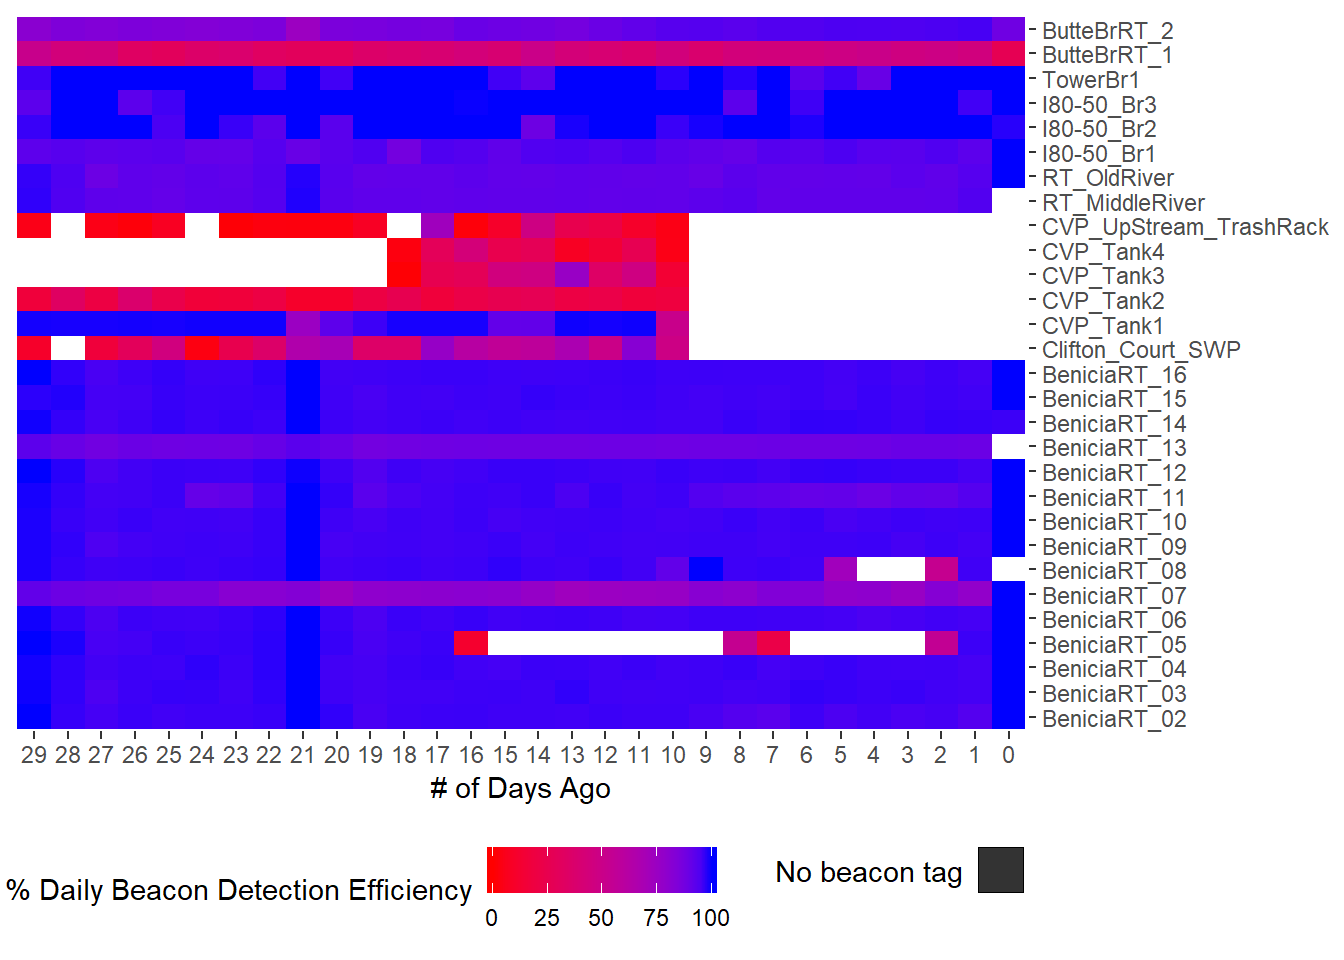 ButteBrRT_2
ButteBrRT_1
TowerBr1
I80-50_Br3
I80-50_Br2
I80-50_Br1
RT_OldRiver
RT_MiddleRiver
CVP_UpStream_TrashRack
CVP_Tank4
CVP_Tank3
CVP_Tank2
CVP_Tank1
Clifton_Court_SWP
BeniciaRT_16
BeniciaRT_15
BeniciaRT_14
BeniciaRT_13
BeniciaRT_12
BeniciaRT_11
BeniciaRT_10
BeniciaRT_09
BeniciaRT_08
BeniciaRT_07
BeniciaRT_06
BeniciaRT_05
BeniciaRT_04
BeniciaRT_03
BeniciaRT_02
29 28 27 26 25 24 23 22 21 20 19 18 17 16 15 14 13 12 11 10 9 8 7 6 5 4 3 2 1 0
# of Days Ago
% Daily Beacon Detection Efficiency
0 25 50 75 100
No beacon tag